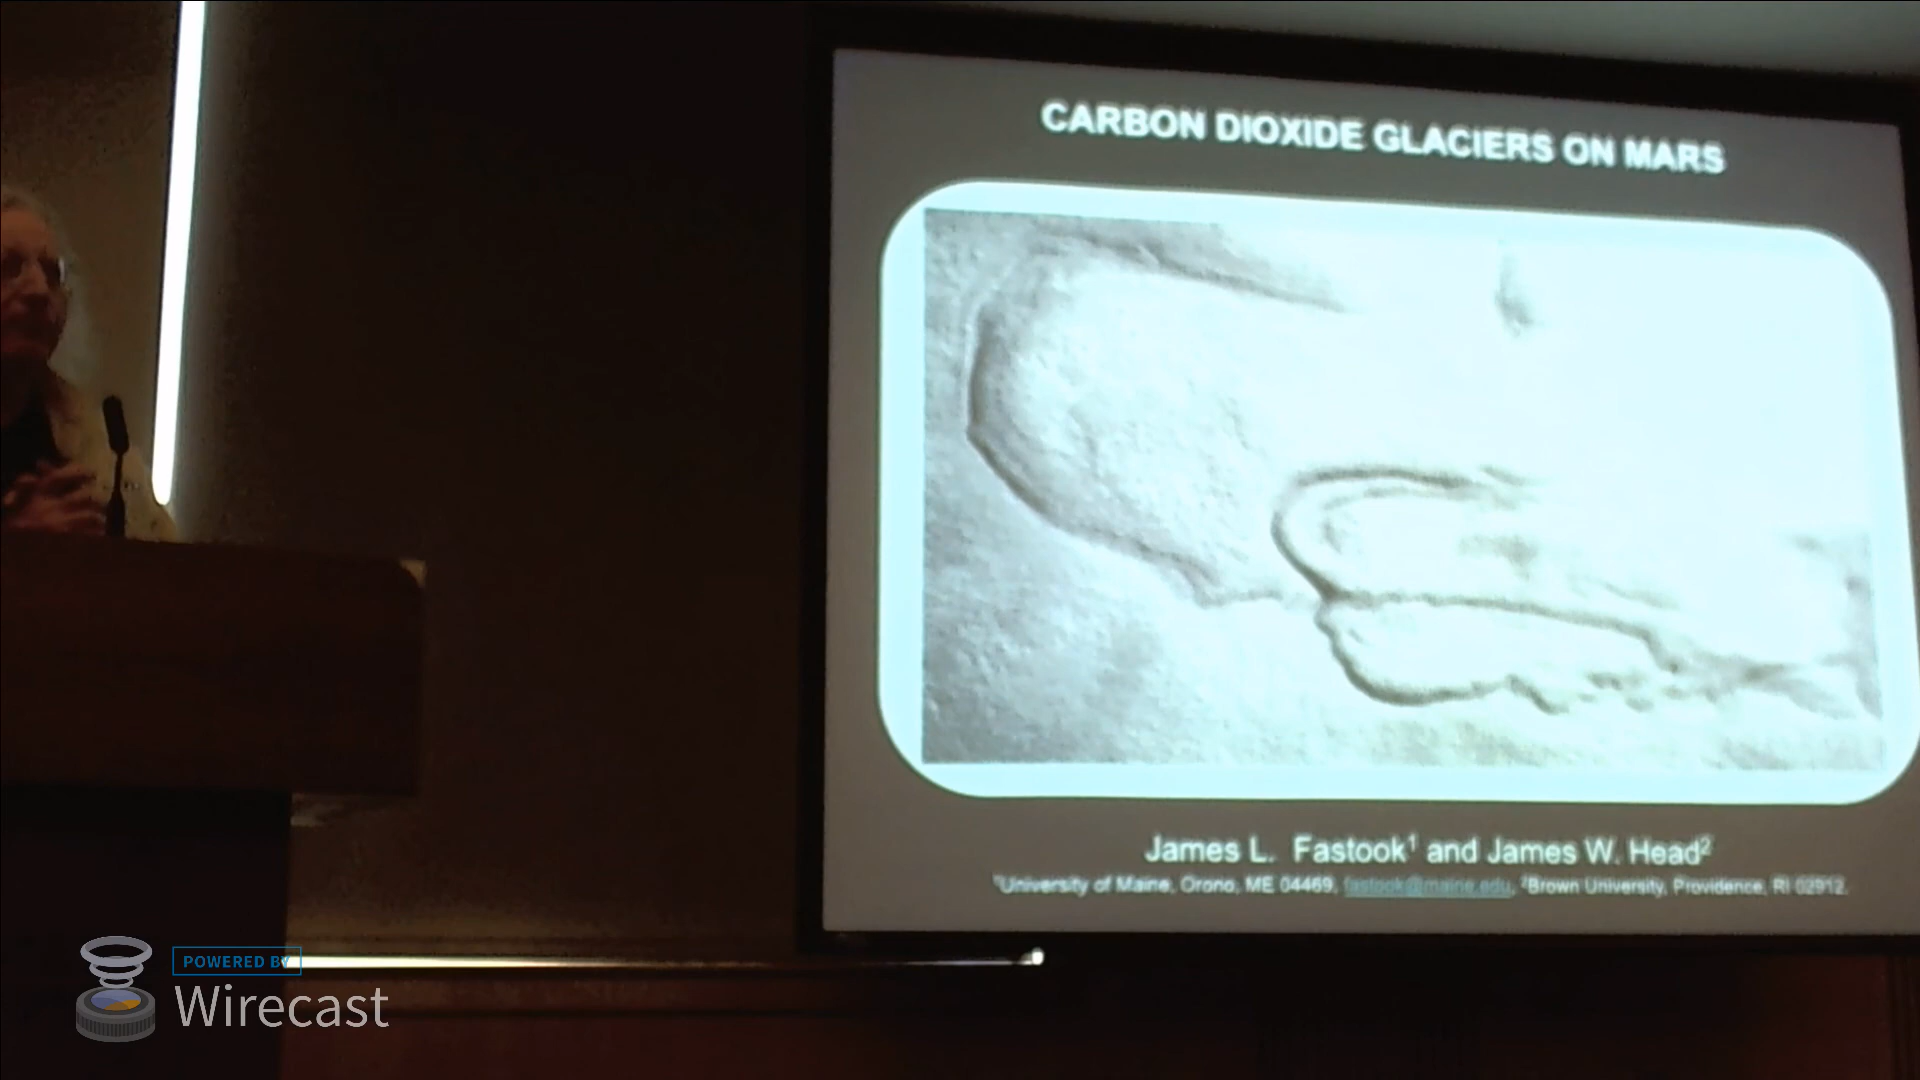 CARBON DIOXIDE GLACIERS ON MARS
James L. Fastook¹ and James W. Head²
¹University of Maine, Orono, ME 04469, fastook@maine.edu, ²Brown University, Providence, RI 02912.
POWERED BY
Wirecast